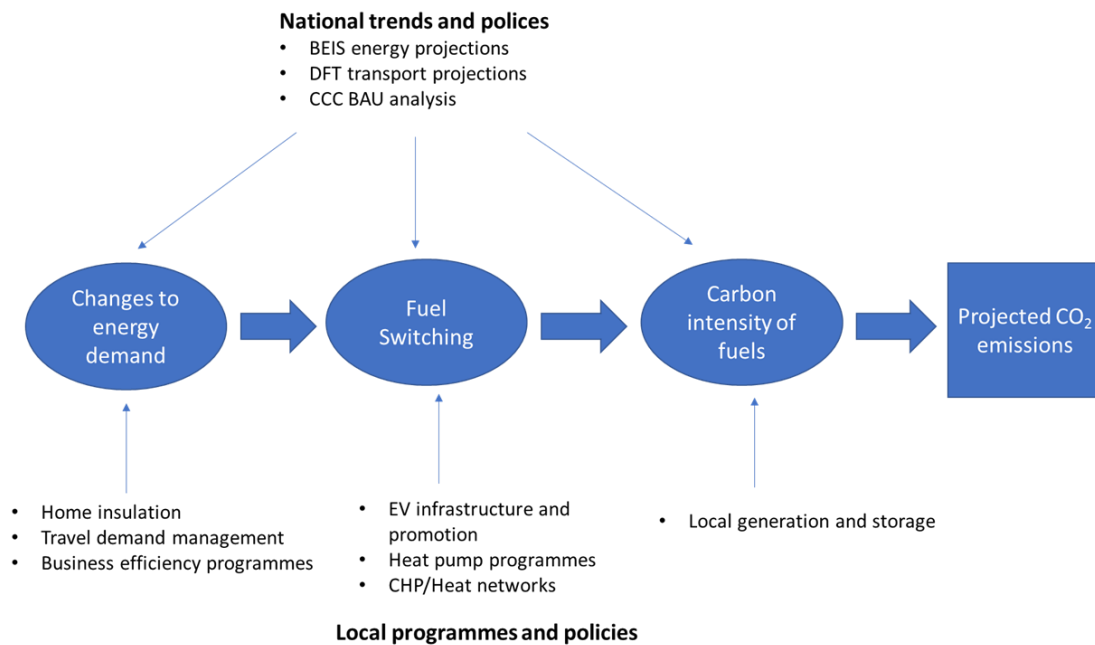 National trends and polices
• BEIS energy projections
• DFT transport projections
• CCC BAU analysis
Changes to
energy
demand
Fuel
Switching
Carbon
intensity of
fuels
Projected CO₂
emissions
• Home insulation
• Travel demand management
• Business efficiency programmes
• EV infrastructure and
promotion
• Heat pump programmes
• CHP/Heat networks
• Local generation and storage
Local programmes and policies